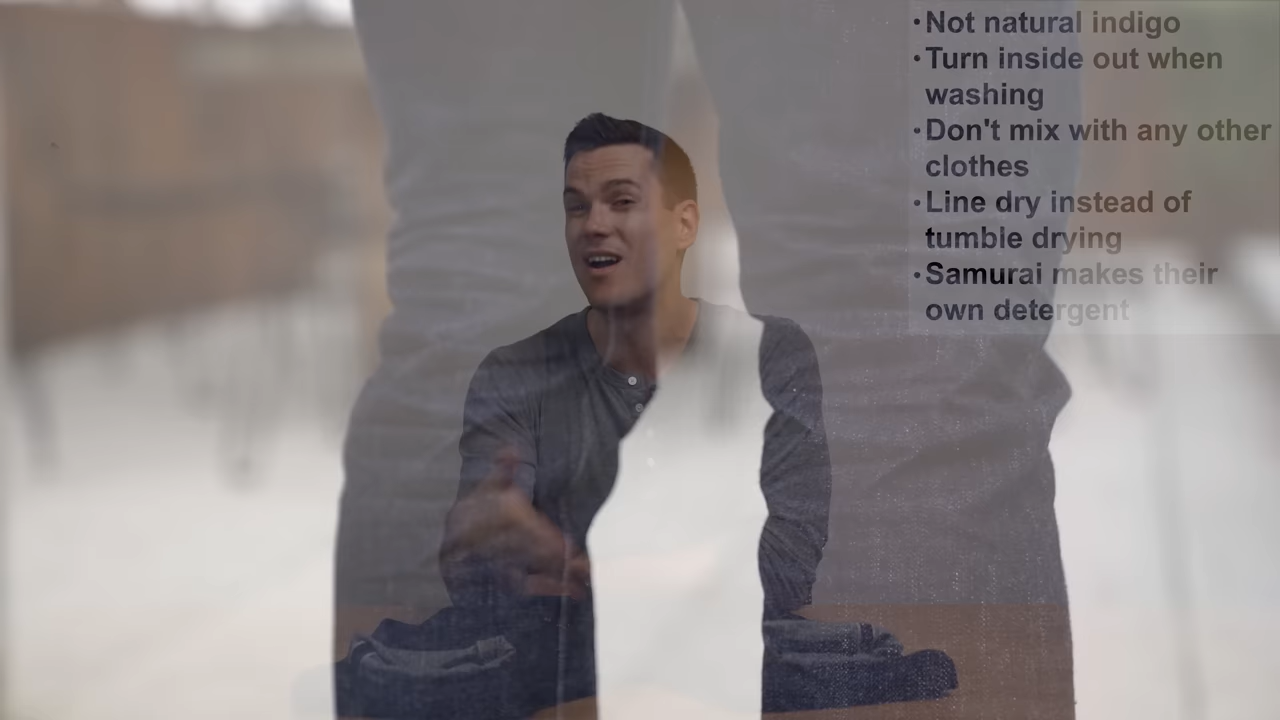 •Not natural indigo
•Turn inside out when
washing
•Don't mix with any other
clothes
•Line dry instead of
tumble drying
•Samurai makes their
own detergent